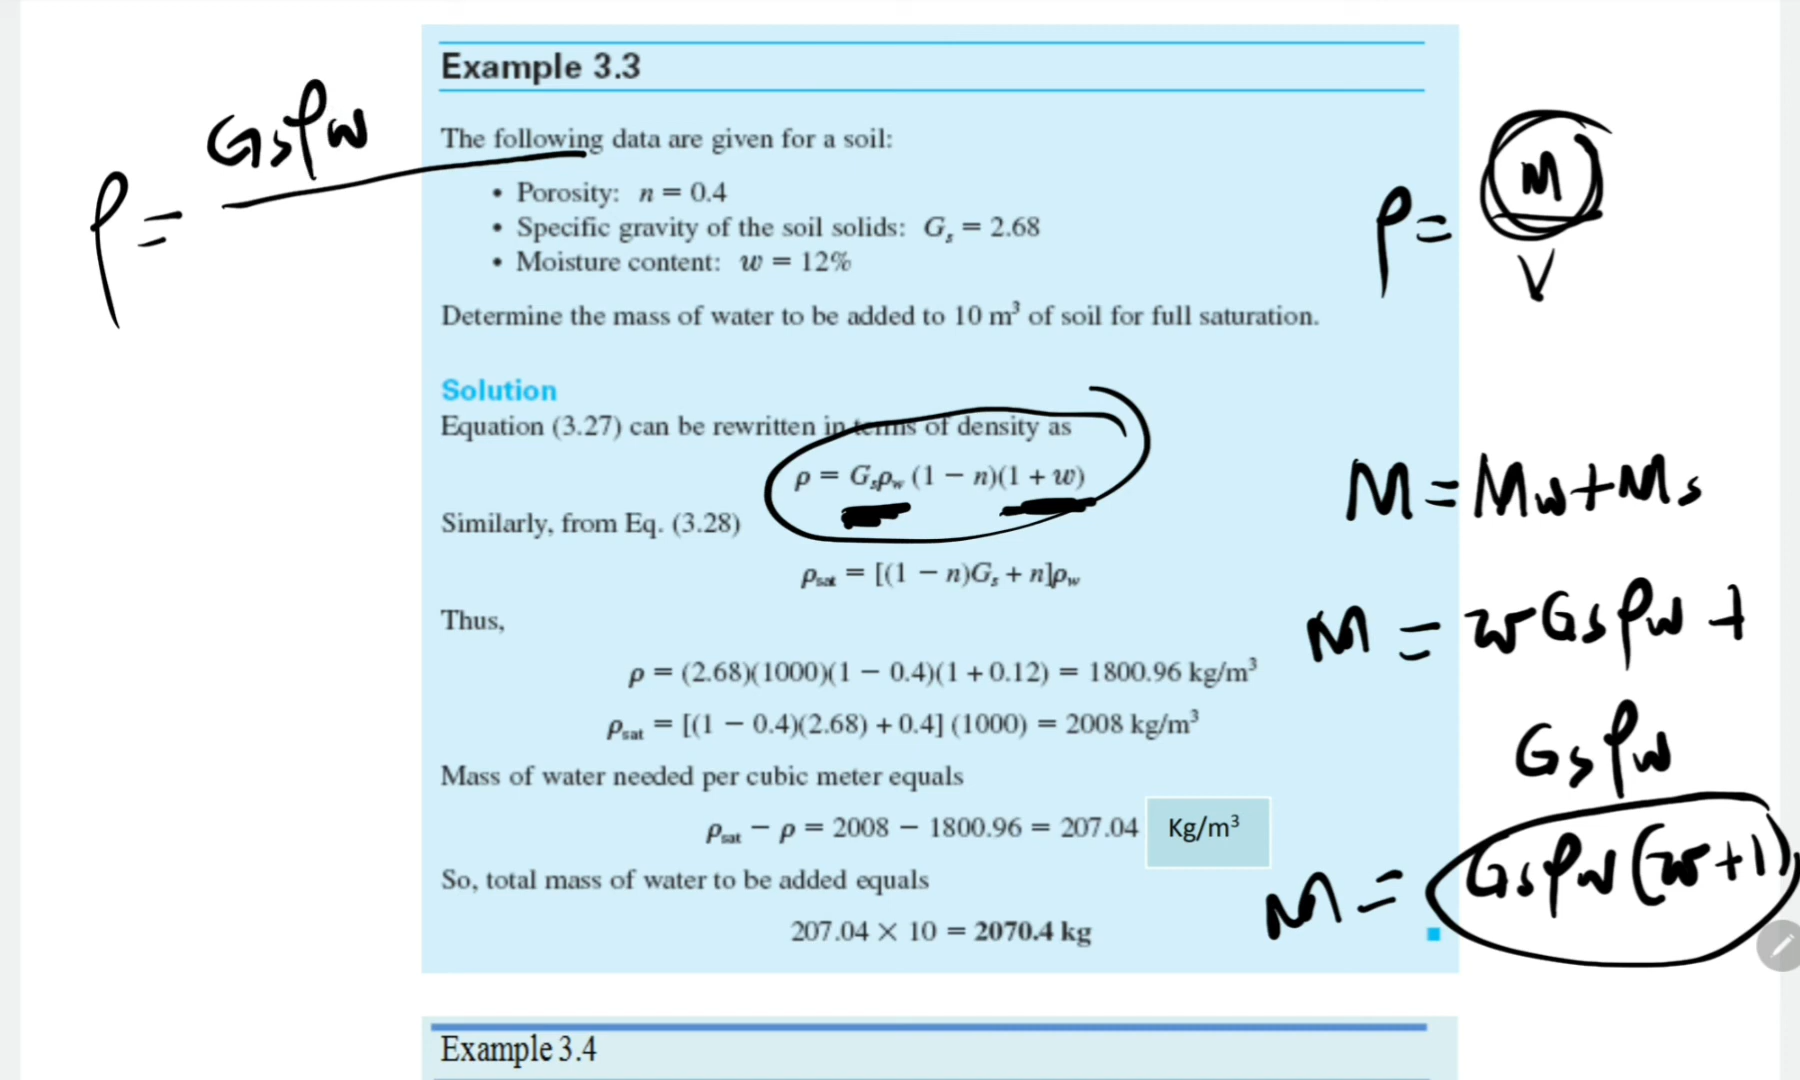 Example 3.3
The following data are given for a soil:
• Porosity: n = 0.4
• Specific gravity of the soil solids: Gₛ = 2.68
• Moisture content: w = 12%
Determine the mass of water to be added to 10 m³ of soil for full saturation.
Solution
Equation (3.27) can be rewritten in terms of density as
ρ = Gₛρ_w (1 − n)(1 + w)
Similarly, from Eq. (3.28)
ρ_sat = [(1 − n)Gₛ + n]ρ_w
Thus,
ρ = (2.68)(1000)(1 − 0.4)(1 + 0.12) = 1800.96 kg/m³
ρ_sat = [(1 − 0.4)(2.68) + 0.4] (1000) = 2008 kg/m³
Mass of water needed per cubic meter equals
ρ_sat − ρ = 2008 − 1800.96 = 207.04 Kg/m³
So, total mass of water to be added equals
207.04 × 10 = 2070.4 kg
Example 3.4
Gsρw
ρ =
ρ = M
V
M = Mw + Ms
M = wGsρw +
Gsρw
M = Gsρw(w+1)